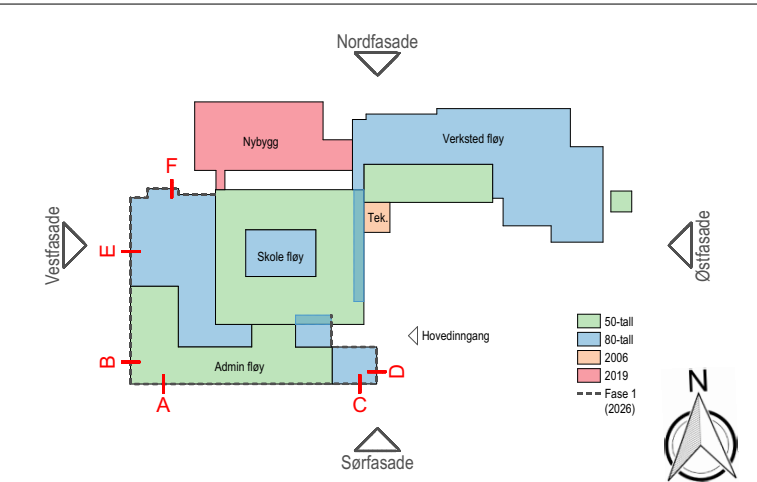 Nordfasade
Nybygg
Verksted fløy
F
Tek.
Vestfasade
E
Skole fløy
Østfasade
50-tall
80-tall
2006
2019
Fase 1
(2026)
Hovedinngang
B
Admin fløy
D
A
C
N
Sørfasade